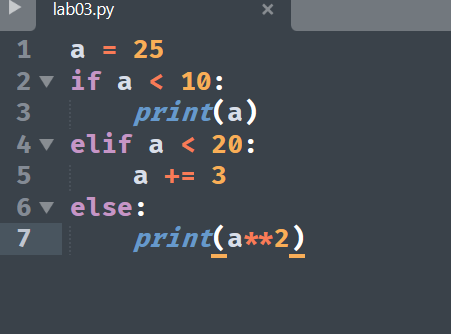 lab03.py
1 a = 25
2 if a < 10:
3     print(a)
4 elif a < 20:
5     a += 3
6 else:
7     print(a**2)